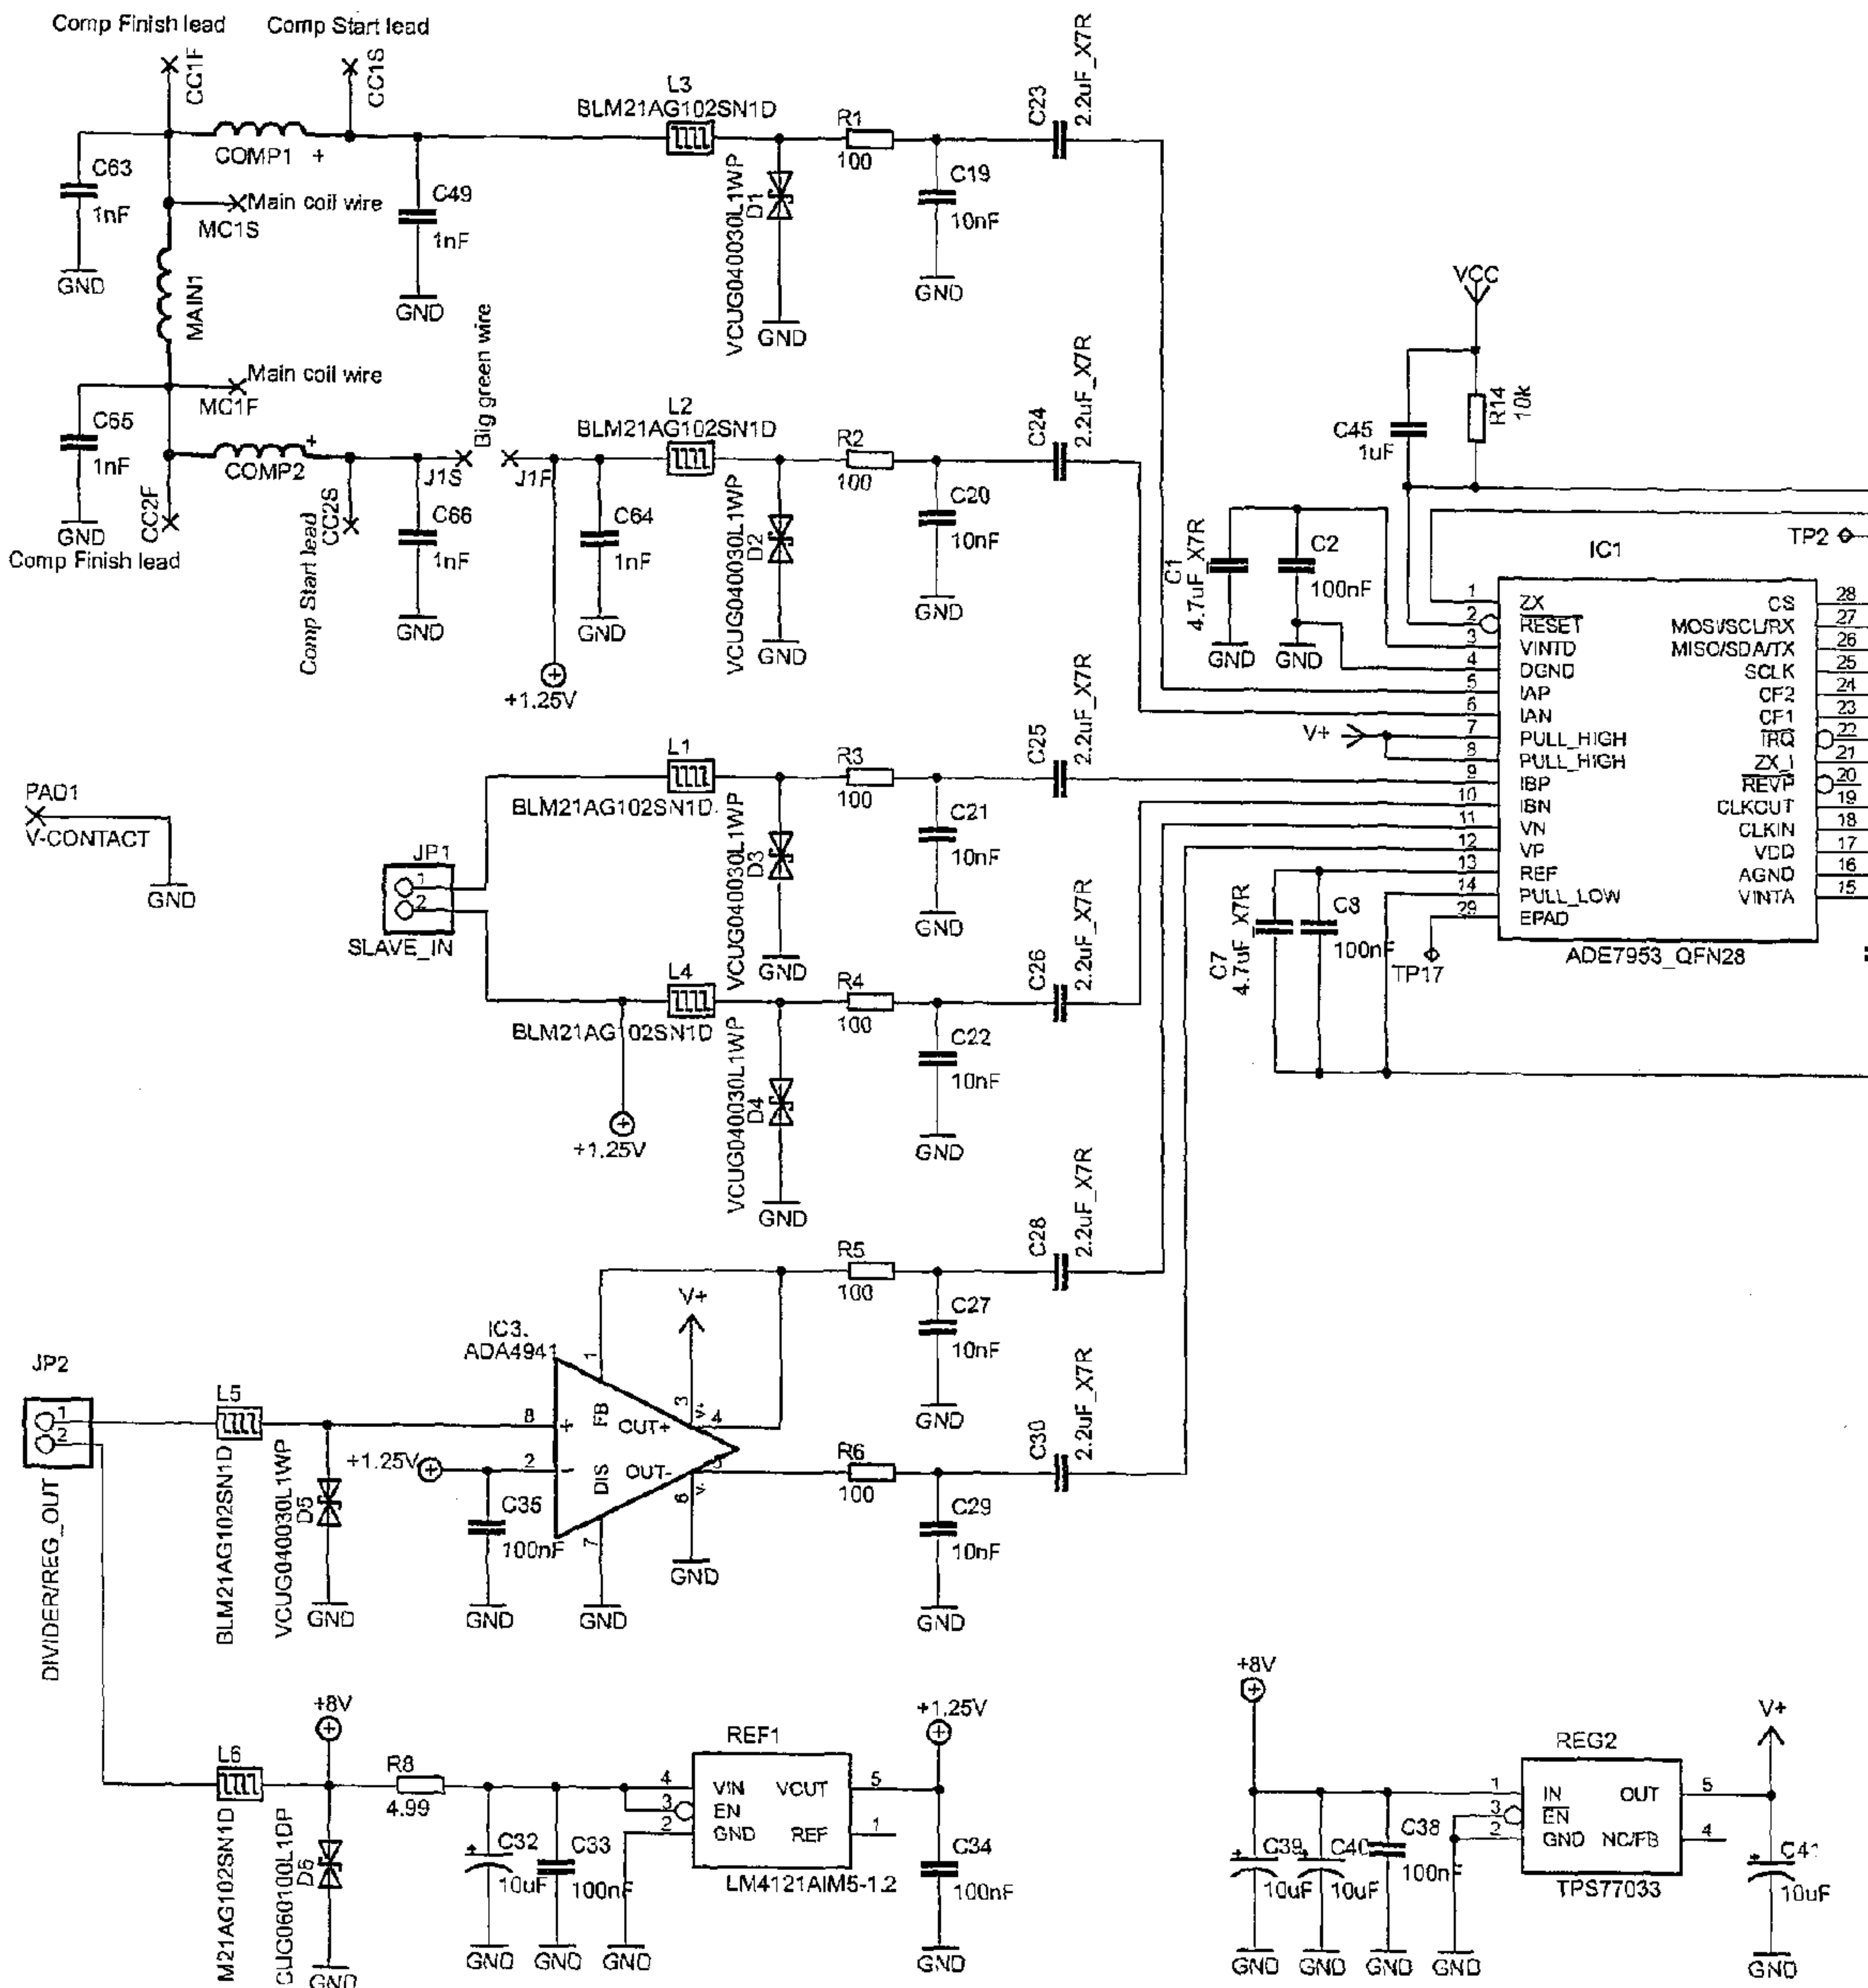 Comp Finish lead
Comp Start lead
CC1F
CC1S
L3
BLM21AG102SN1D
COMP1 +
C63
1nF
GND
Main coil wire
MC1S
C49
1nF
GND
MAIN1
VCUG040030L1WP
D1
GND
R1
100
C19
10nF
GND
C23
2.2uF_X7R
Main coil wire
MC1F
C65
1nF
GND
CC2F
Comp Finish lead
+
COMP2
CC2S
Comp Start lead
J1S
Big green wire
J1F
C66
1nF
GND
C64
1nF
GND
+1,25V
L2
BLM21AG102SN1D
VCUG040030L1WP
D2
GND
R2
100
C20
10nF
GND
C24
2.2uF_X7R
VCC
R14
10k
C45
1uF
TP2
C1
4.7uF_X7R
GND
C2
100nF
GND
V+
IC1
1 ZX
2 RESET
3 VINTD
4 DGND
5 IAP
6 IAN
7 PULL_HIGH
8 PULL_HIGH
9 IBP
10 IBN
11 VN
12 VP
13 REF
14 PULL_LOW
29 EPAD
CS 28
MOSI/SCL/RX 27
MISO/SDA/TX 26
SCLK 25
CF2 24
CF1 23
IRQ 22
ZX_I 21
REVP 20
CLKOUT 19
CLKIN 18
VDD 17
AGND 16
VINTA 15
ADE7953_QFN28
C7
4.7uF_X7R
C8
100nF
TP17
PAD1
V-CONTACT
GND
JP1
1
2
SLAVE_IN
L1
BLM21AG102SN1D
VCUG040030L1WP
D3
GND
R3
100
C21
10nF
GND
C25
2.2uF_X7R
L4
BLM21AG102SN1D
+1,25V
VCUG040030L1WP
D4
GND
R4
100
C22
10nF
GND
C26
2.2uF_X7R
R5
100
C27
10nF
GND
C28
2.2uF_X7R
V+
IC3
ADA4941
1
FB
3
V+
8 +
OUT+ 4
2 -
DIS
OUT- 5
6
V-
7
GND
GND
JP2
1
2
DIVIDER/REG_OUT
L5
BLM21AG102SN1D
VCUG040030L1WP
D5
GND
+1.25V
C35
100nF
GND
R6
100
C29
10nF
GND
C30
2.2uF_X7R
L6
M21AG102SN1D
+8V
CUG060100L1DP
D6
GND
R8
4.99
C32
10uF
GND
C33
100nF
GND
GND
REF1
4 VIN
3 EN
2 GND
VOUT 5
REF 1
LM4121AIM5-1.2
+1,25V
C34
100nF
GND
+8V
C39
10uF
GND
C40
10uF
GND
C38
100nF
GND
GND
REG2
1 IN
3 EN
2 GND
OUT 5
NC/FB 4
TPS77033
V+
C41
10uF
GND